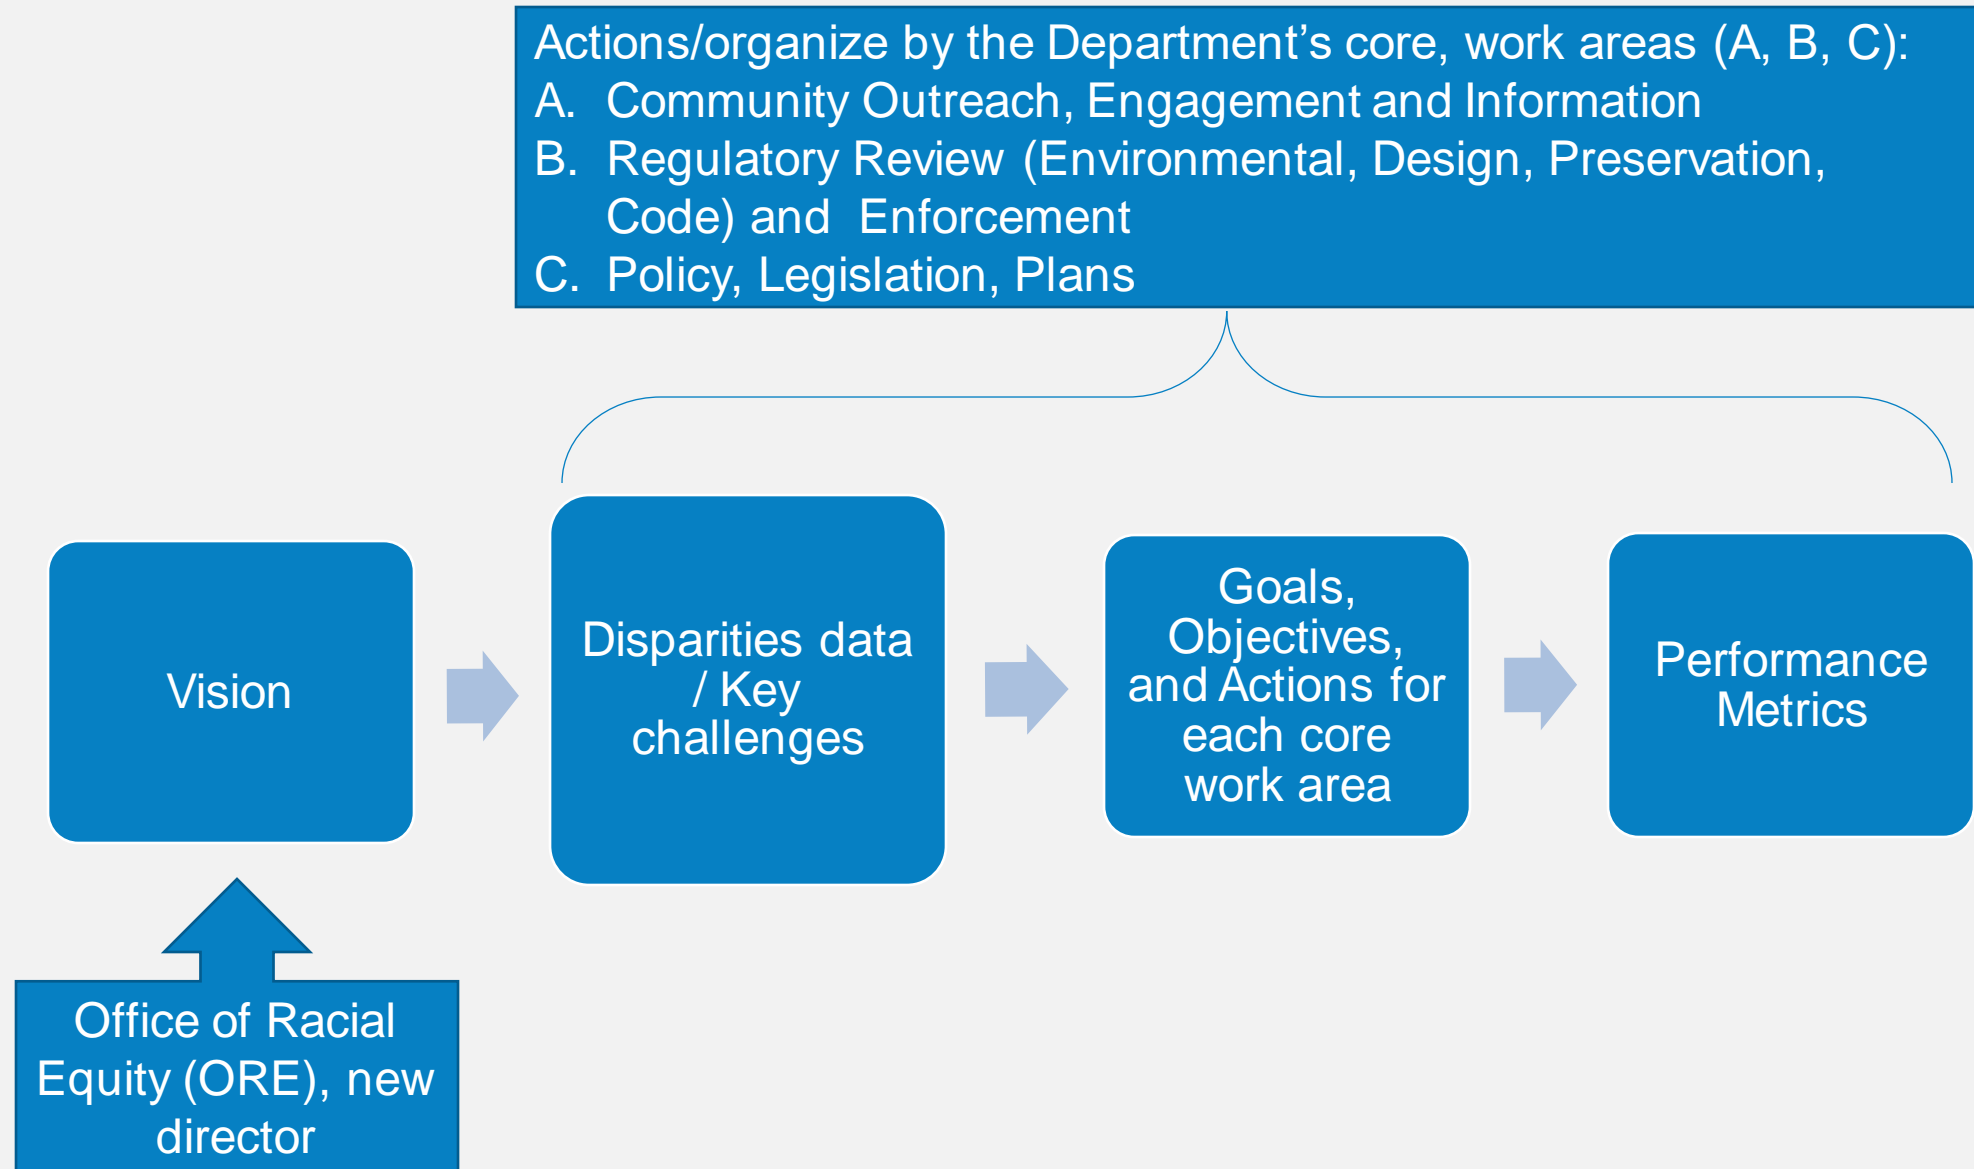 Actions/organize by the Department's core, work areas (A, B, C):
A. Community Outreach, Engagement and Information
B. Regulatory Review (Environmental, Design, Preservation,
Code) and Enforcement
C. Policy, Legislation, Plans
Vision
Disparities data
/ Key
challenges
Goals,
Objectives,
and Actions for
each core
work area
Performance
Metrics
Office of Racial
Equity (ORE), new
director